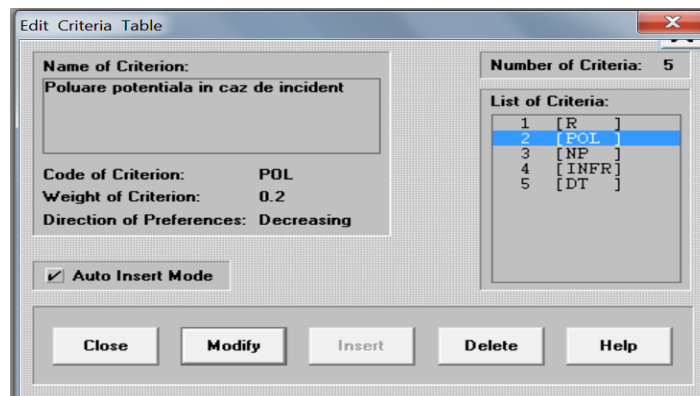 Edit Criteria Table
Name of Criterion:
Poluare potentiala in caz de incident
Code of Criterion: POL
Weight of Criterion: 0.2
Direction of Preferences: Decreasing
Auto Insert Mode
Number of Criteria: 5
List of Criteria:
1 [R ]
2 [POL ]
3 [NP ]
4 [INFR]
5 [DT ]
Close Modify Insert Delete Help